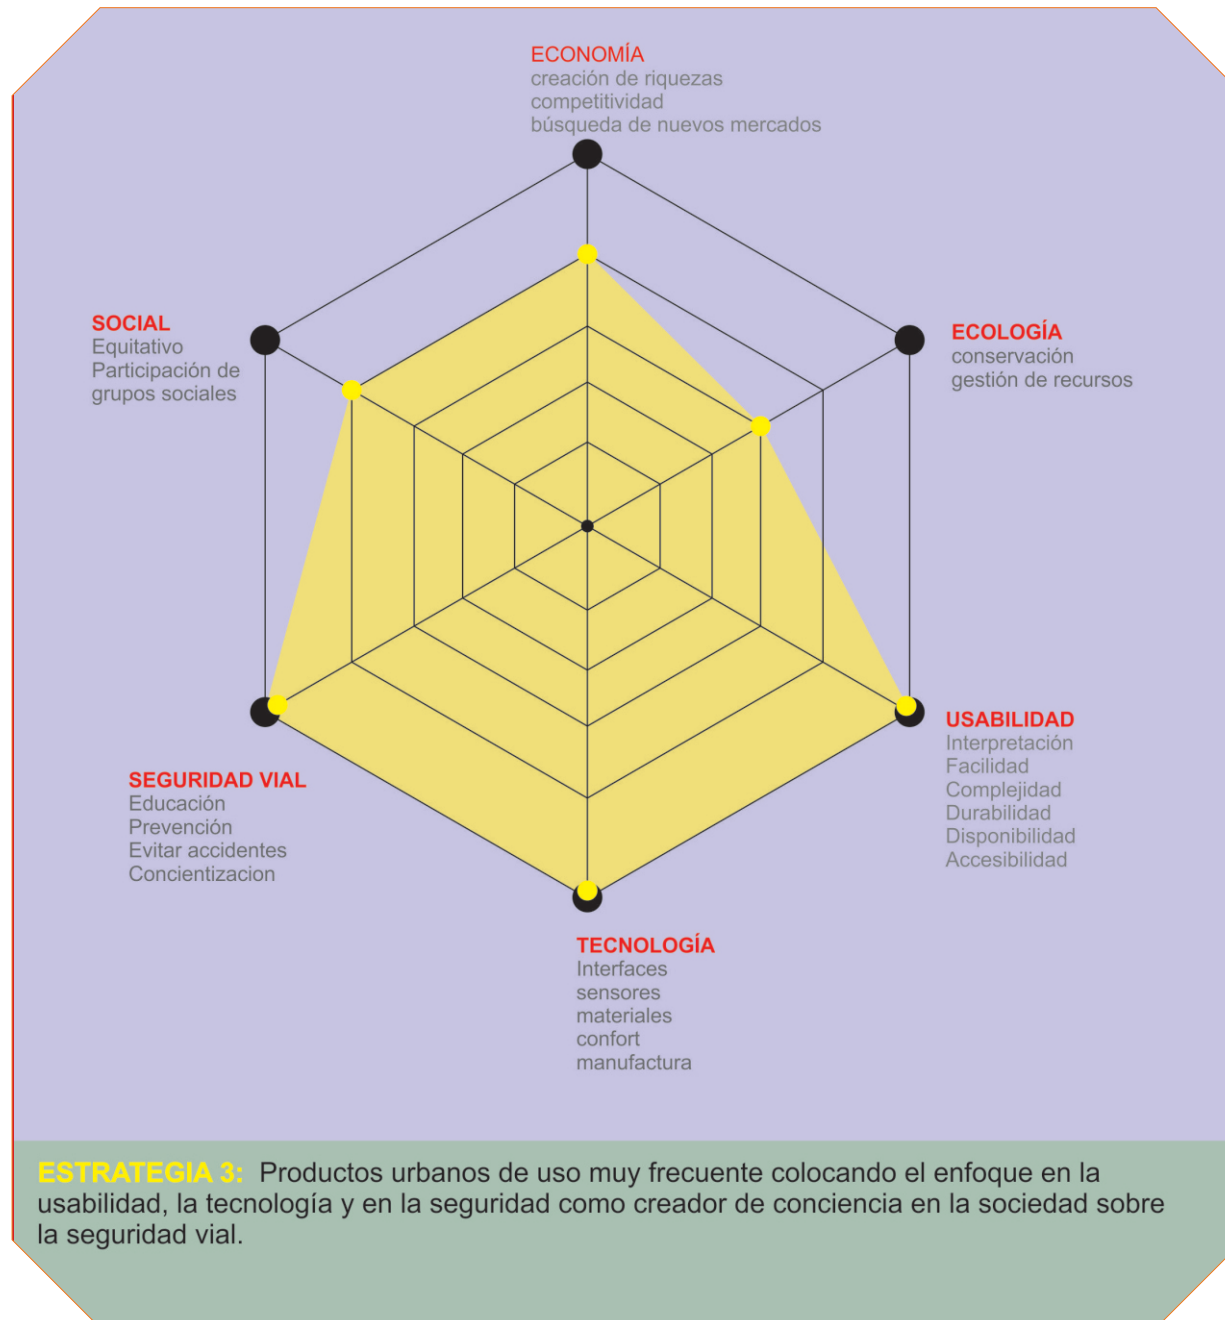 ECONOMÍA
creación de riquezas
competitividad
búsqueda de nuevos mercados
SOCIAL
Equitativo
Participación de
grupos sociales
ECOLOGÍA
conservación
gestión de recursos
USABILIDAD
Interpretación
Facilidad
Complejidad
Durabilidad
Disponibilidad
Accesibilidad
SEGURIDAD VIAL
Educación
Prevención
Evitar accidentes
Concientizacion
TECNOLOGÍA
Interfaces
sensores
materiales
confort
manufactura
ESTRATEGIA 3: Productos urbanos de uso muy frecuente colocando el enfoque en la
usabilidad, la tecnología y en la seguridad como creador de conciencia en la sociedad sobre
la seguridad vial.